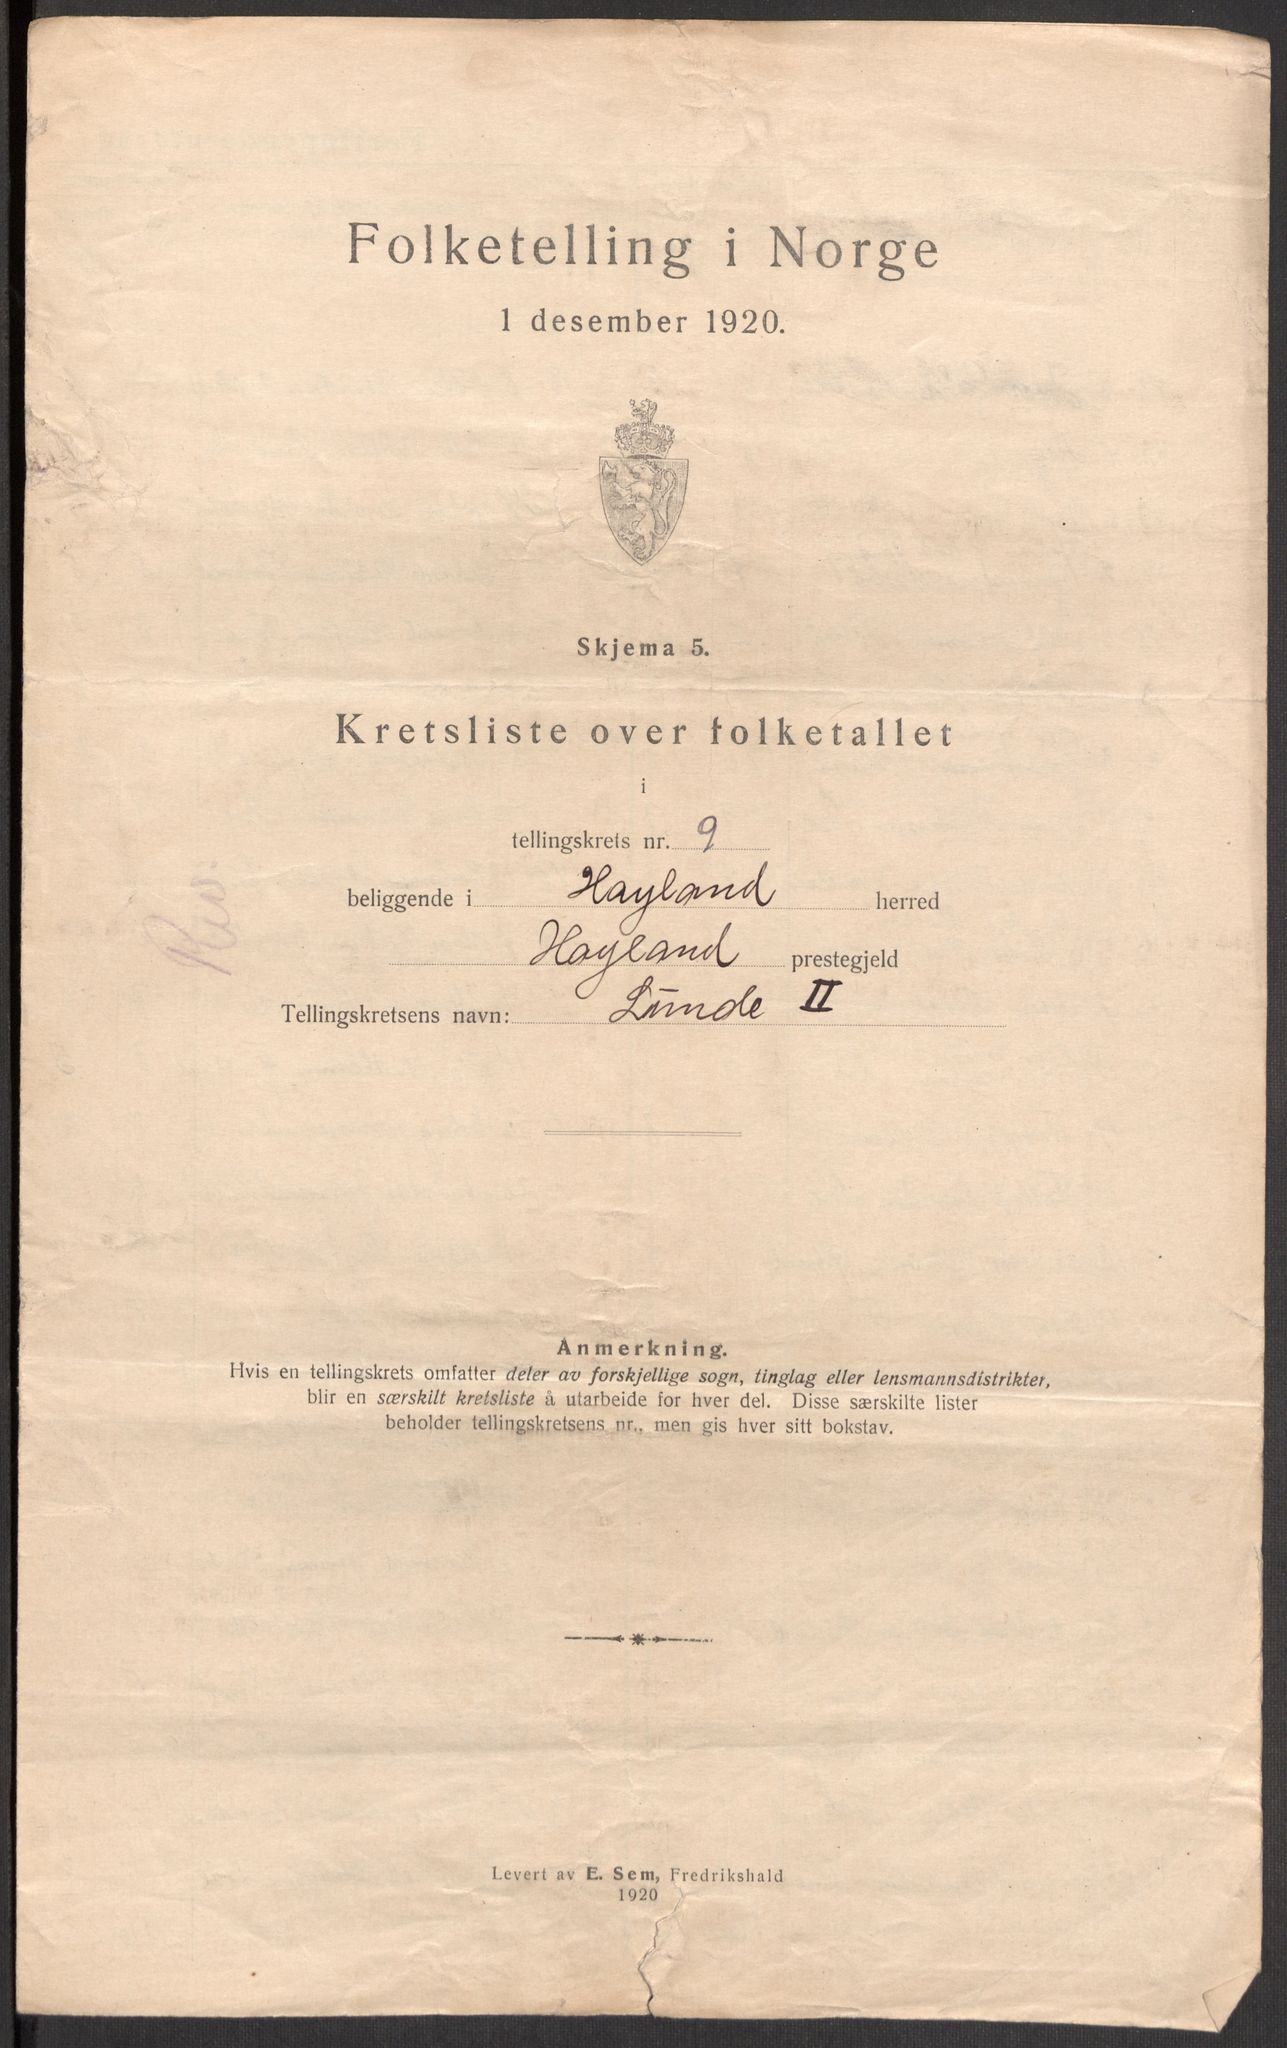 Folketelling i Norge
1 desember 1920.
Skjema 5.
Kretsliste over folketallet
i
tellingskrets nr. 9
beliggende i Høyland herred
Høyland prestegjeld
Rev.
Tellingskretsens navn: Lunde II
Anmerkning.
Hvis en tellingskrets omfatter deler av forskjellige sogn, tinglag eller lensmannsdistrikter,
blir en særskilt kretsliste å utarbeide for hver del. Disse særskilte lister
beholder tellingskretsens nr., men gis hver sitt bokstav.
Levert av E. Sem, Fredrikshald
1920